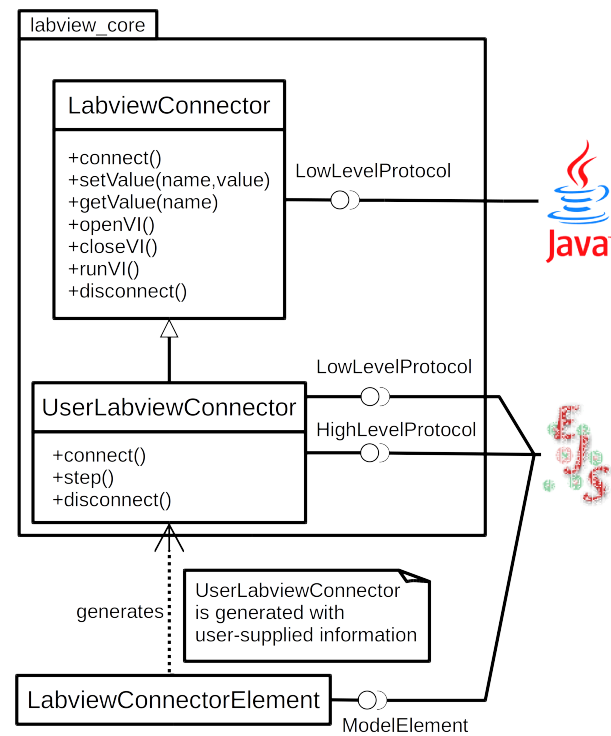 labview_core
LabviewConnector
+connect()
+setValue(name,value)
+getValue(name)
+openVI()
+closeVI()
+runVI()
+disconnect()
LowLevelProtocol
Java
UserLabviewConnector
+connect()
+step()
+disconnect()
LowLevelProtocol
HighLevelProtocol
EJS
generates
UserLabviewConnector
is generated with
user-supplied information
LabviewConnectorElement
ModelElement